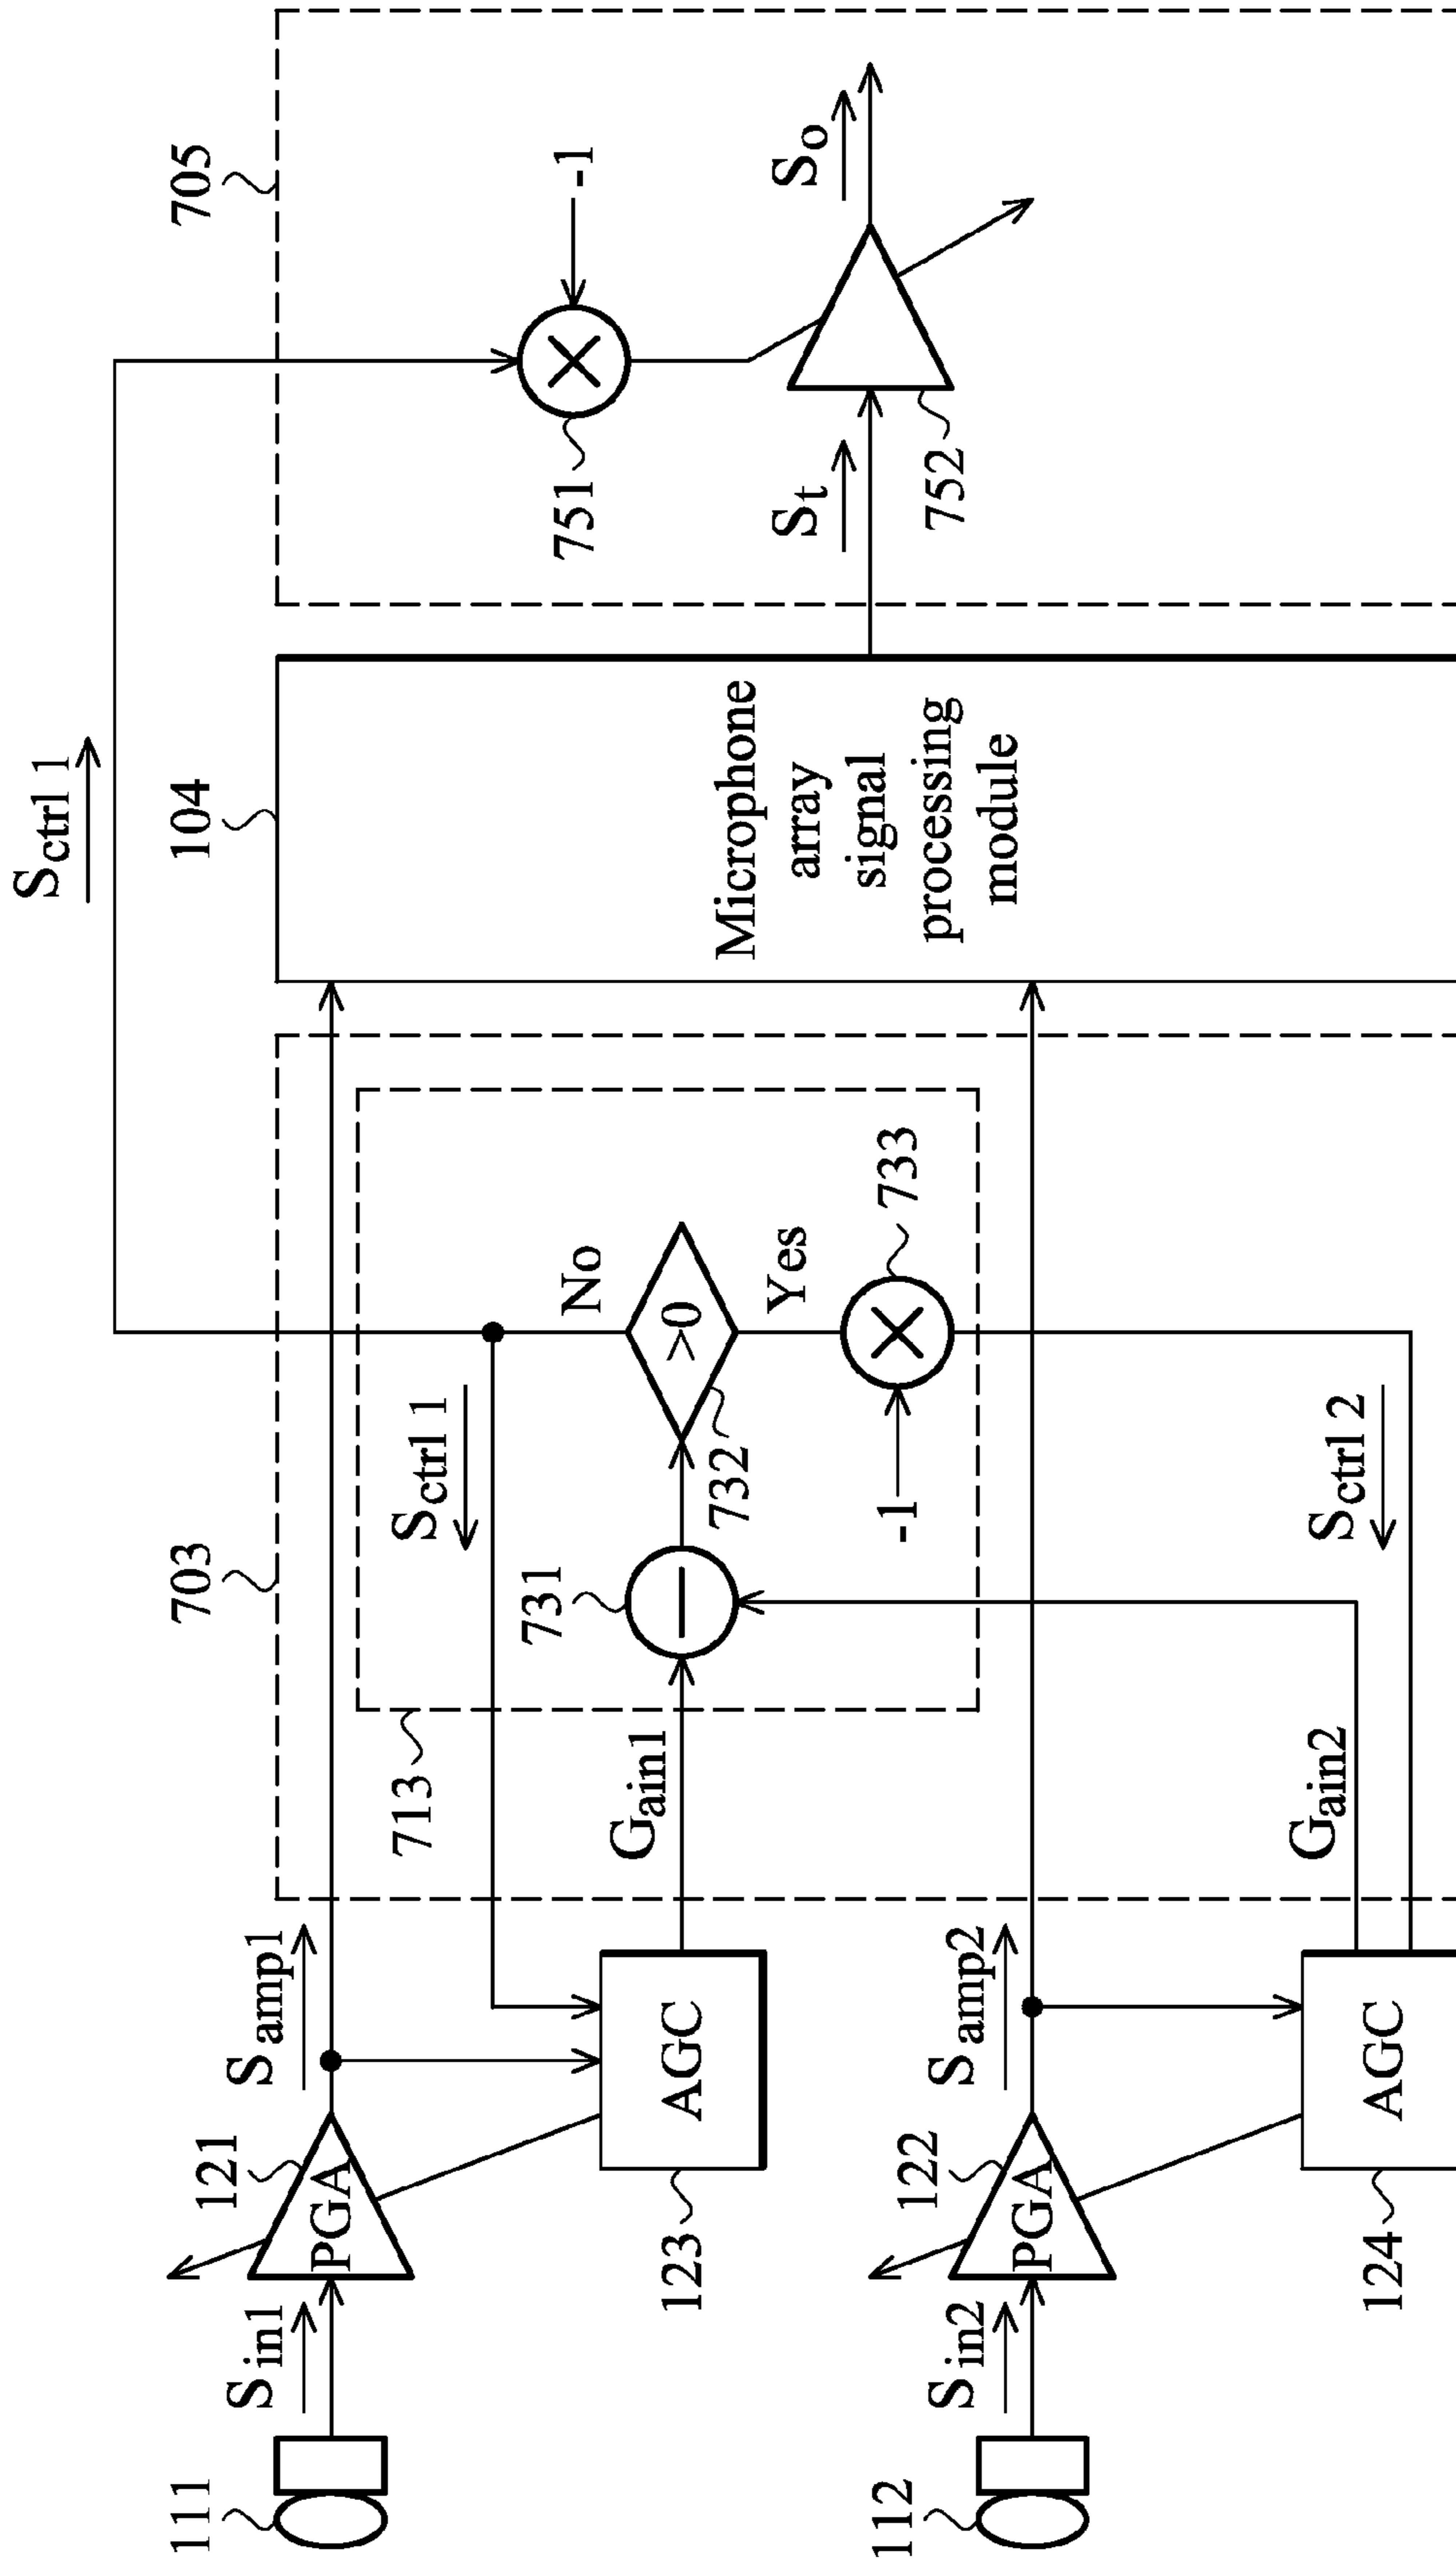 705
-1
So
751
St
752
Sctrl 1
104
Microphone
array
signal
processing
module
703
713
Sctrl 1
No
>0
Yes
733
732
-1
731
Gain1
Sctrl 2
Gain2
Samp1
121
PGA
Sin1
111
AGC
123
Samp2
122
PGA
Sin2
112
AGC
124